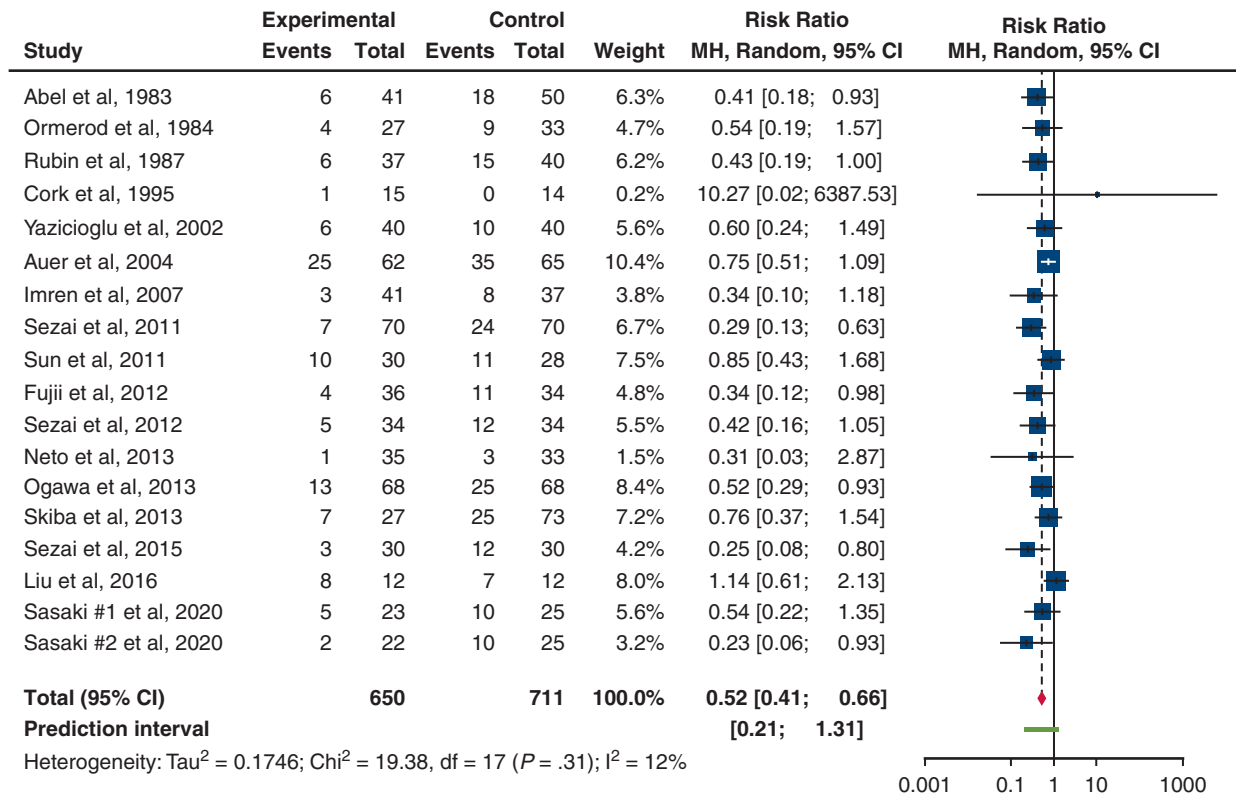 Experimental Control Risk Ratio Risk Ratio
Study Events Total Events Total Weight MH, Random, 95% CI MH, Random, 95% CI
Abel et al, 1983 6 41 18 50 6.3% 0.41 [0.18; 0.93]
Ormerod et al, 1984 4 27 9 33 4.7% 0.54 [0.19; 1.57]
Rubin et al, 1987 6 37 15 40 6.2% 0.43 [0.19; 1.00]
Cork et al, 1995 1 15 0 14 0.2% 10.27 [0.02; 6387.53]
Yazicioglu et al, 2002 6 40 10 40 5.6% 0.60 [0.24; 1.49]
Auer et al, 2004 25 62 35 65 10.4% 0.75 [0.51; 1.09]
Imren et al, 2007 3 41 8 37 3.8% 0.34 [0.10; 1.18]
Sezai et al, 2011 7 70 24 70 6.7% 0.29 [0.13; 0.63]
Sun et al, 2011 10 30 11 28 7.5% 0.85 [0.43; 1.68]
Fujii et al, 2012 4 36 11 34 4.8% 0.34 [0.12; 0.98]
Sezai et al, 2012 5 34 12 34 5.5% 0.42 [0.16; 1.05]
Neto et al, 2013 1 35 3 33 1.5% 0.31 [0.03; 2.87]
Ogawa et al, 2013 13 68 25 68 8.4% 0.52 [0.29; 0.93]
Skiba et al, 2013 7 27 25 73 7.2% 0.76 [0.37; 1.54]
Sezai et al, 2015 3 30 12 30 4.2% 0.25 [0.08; 0.80]
Liu et al, 2016 8 12 7 12 8.0% 1.14 [0.61; 2.13]
Sasaki #1 et al, 2020 5 23 10 25 5.6% 0.54 [0.22; 1.35]
Sasaki #2 et al, 2020 2 22 10 25 3.2% 0.23 [0.06; 0.93]
Total (95% CI) 650 711 100.0% 0.52 [0.41; 0.66]
Prediction interval [0.21; 1.31]
Heterogeneity: Tau² = 0.1746; Chi² = 19.38, df = 17 (P = .31); I² = 12%
0.001 0.1 1 10 1000